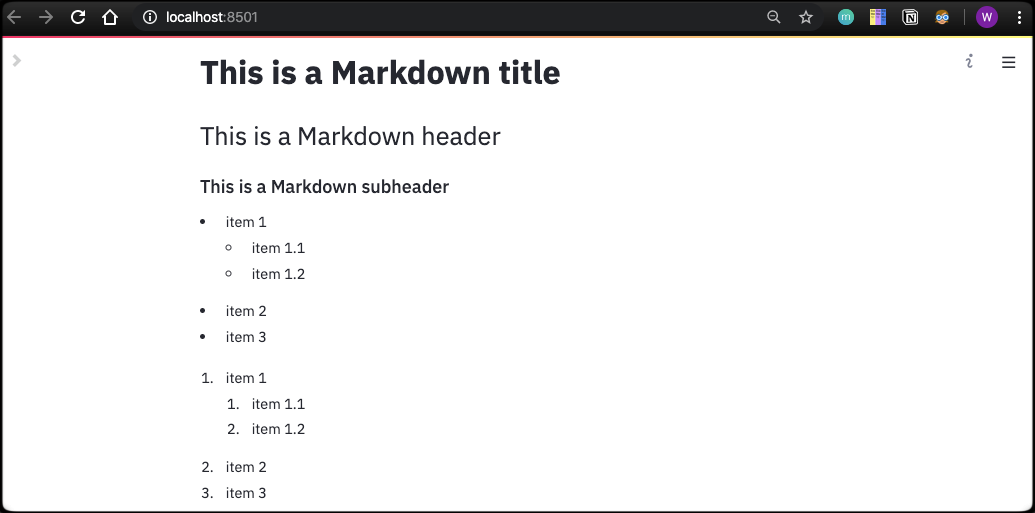 localhost:8501
m
N
W
i
This is a Markdown title
This is a Markdown header
This is a Markdown subheader
• item 1
◦ item 1.1
◦ item 1.2
• item 2
• item 3
1. item 1
1. item 1.1
2. item 1.2
2. item 2
3. item 3